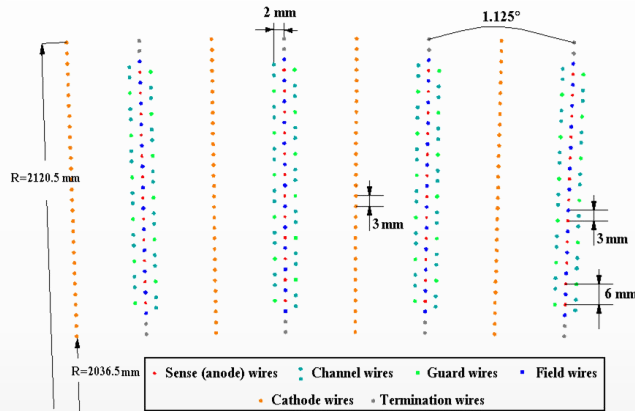 2 mm
1.125°
R=2120.5 mm
3 mm
3 mm
6 mm
R=2036.5 mm
Sense (anode) wires Channel wires Guard wires Field wires
Cathode wires Termination wires